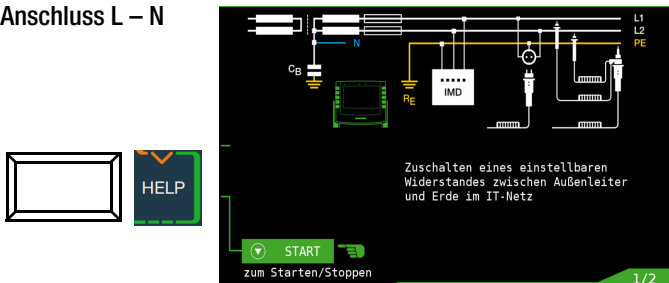 Anschluss L – N
L1
L2
N
PE
CB
RE
IMD
HELP
Zuschalten eines einstellbaren
Widerstandes zwischen Außenleiter
und Erde im IT-Netz
START
zum Starten/Stoppen
1/2